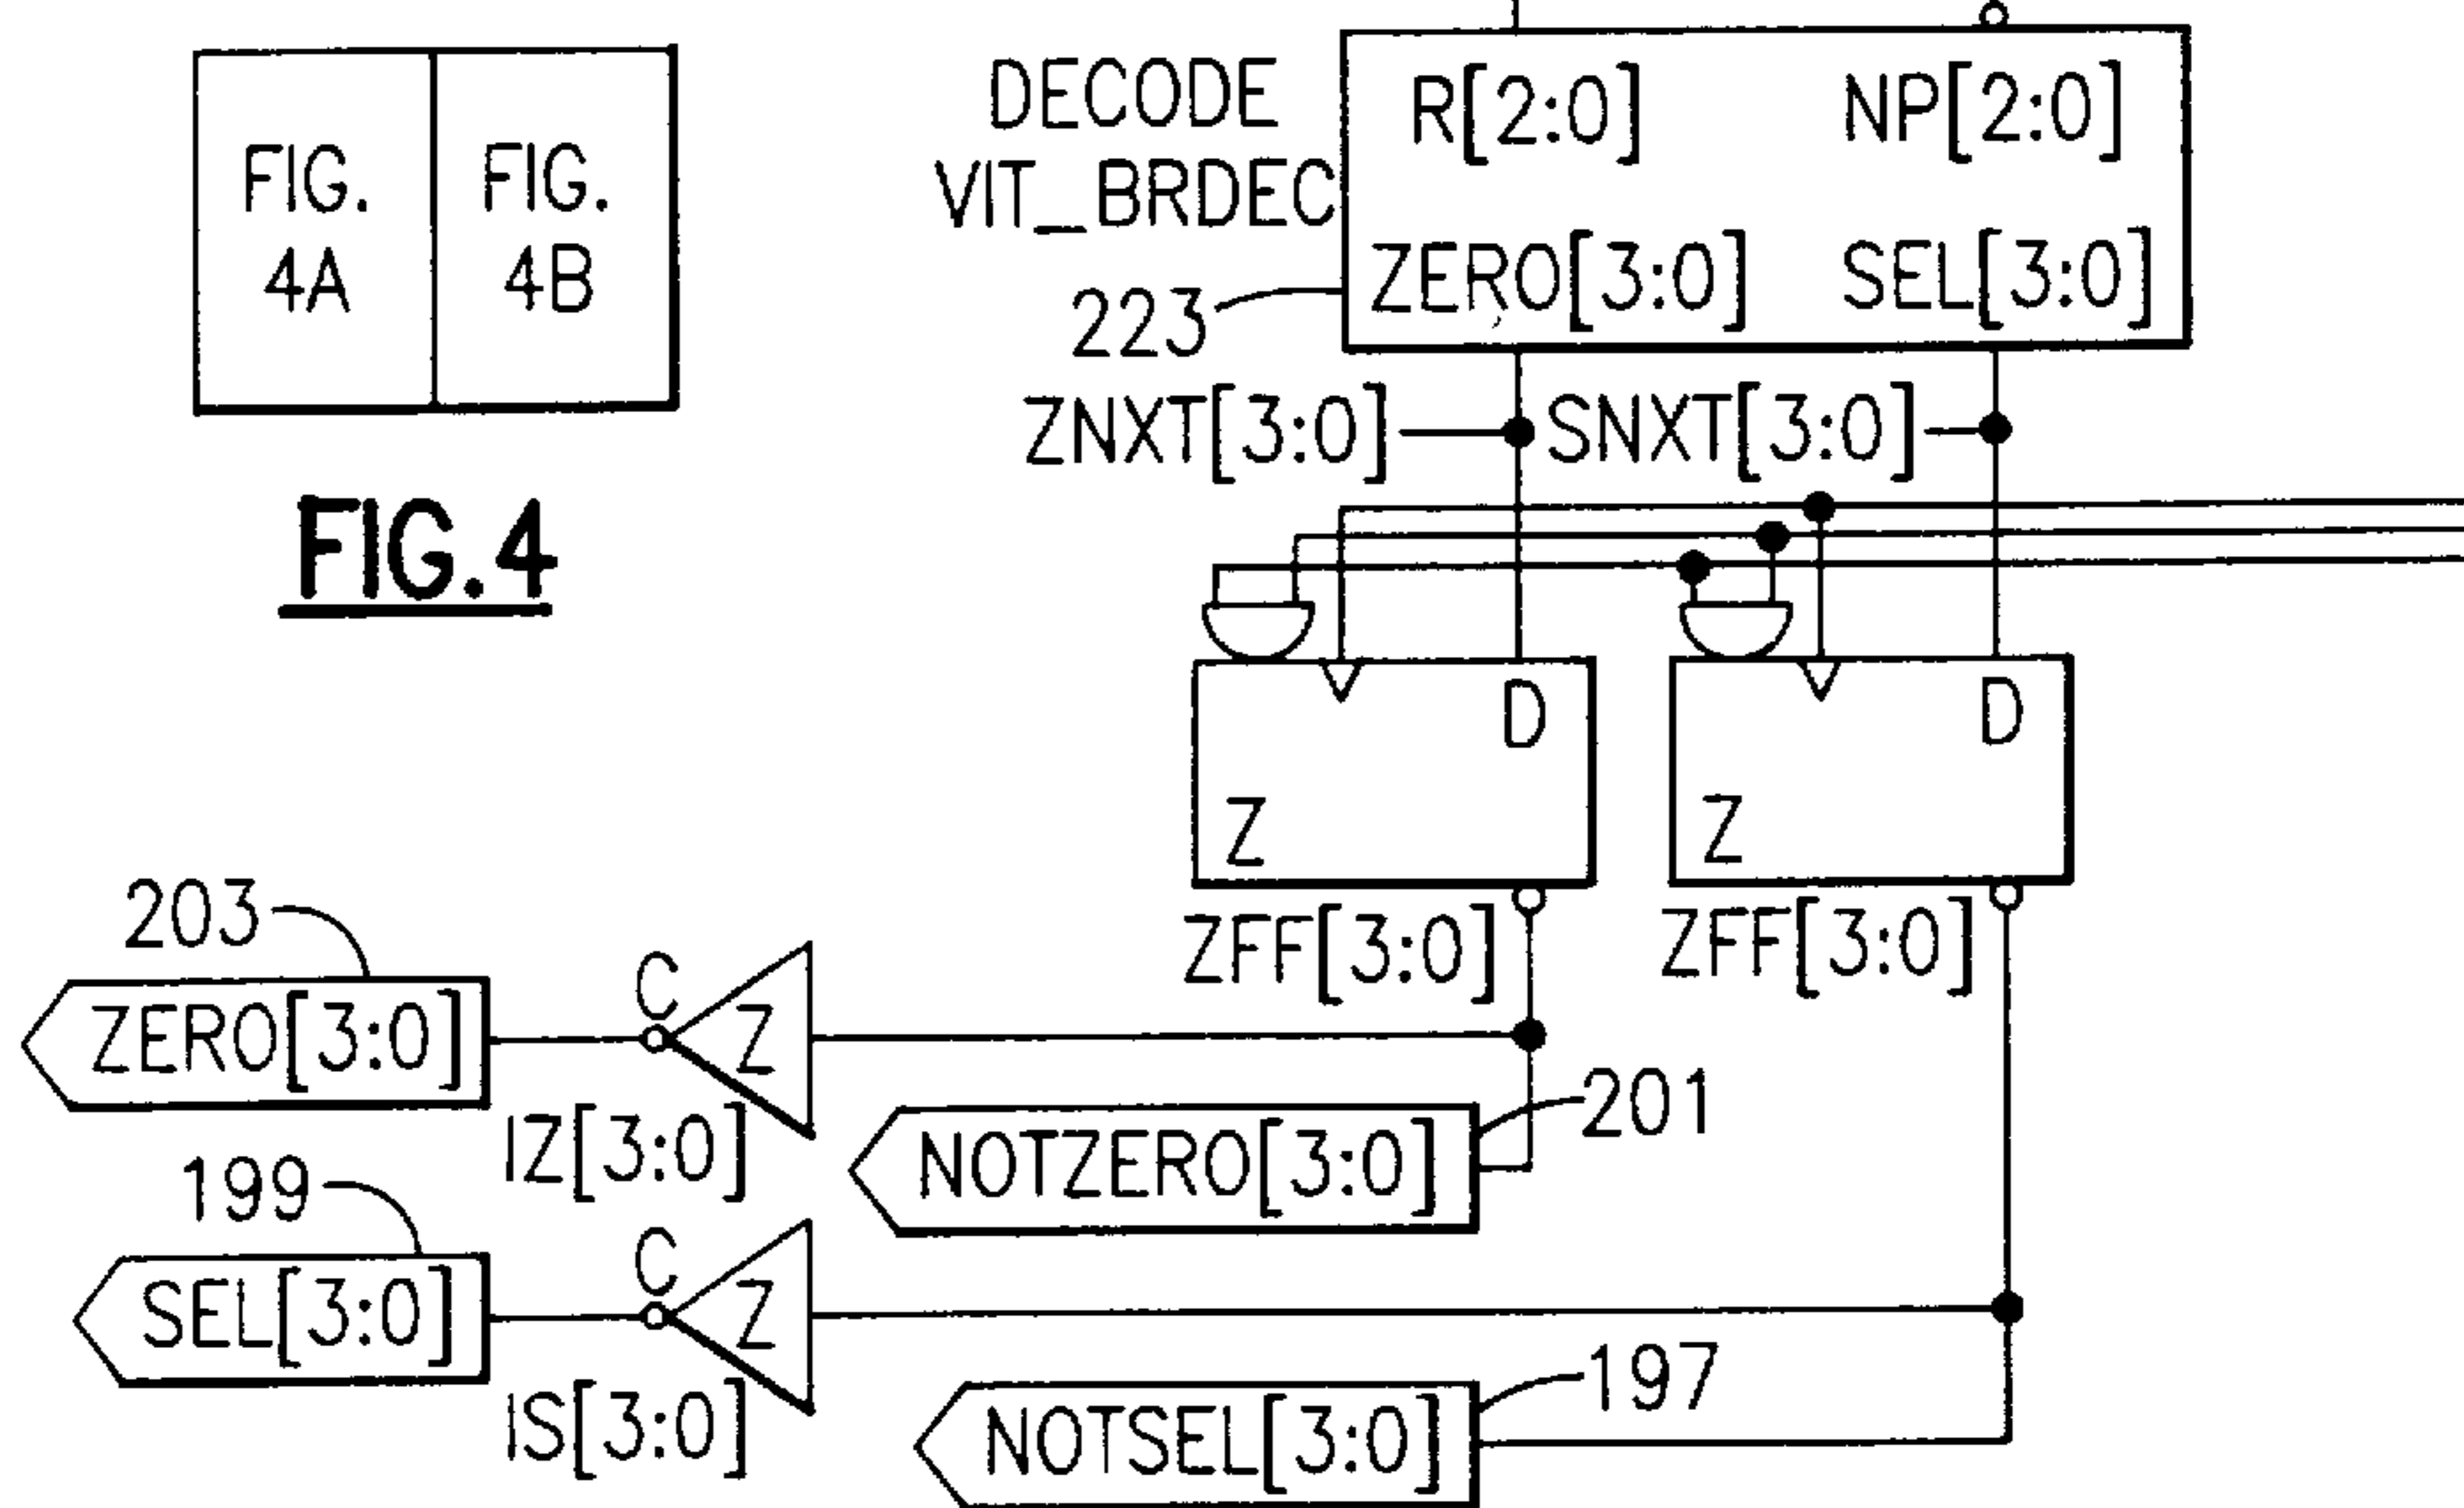 FIG.
4A
FIG.
4B
FIG.4
DECODE
VIT_BRDEC
223
R[2:0]
NP[2:0]
ZERO[3:0]
SEL[3:0]
ZNXT[3:0]
SNXT[3:0]
D
Z
D
Z
ZFF[3:0]
ZFF[3:0]
203
ZERO[3:0]
C
Z
IZ[3:0]
201
NOTZERO[3:0]
199
SEL[3:0]
C
Z
IS[3:0]
197
NOTSEL[3:0]